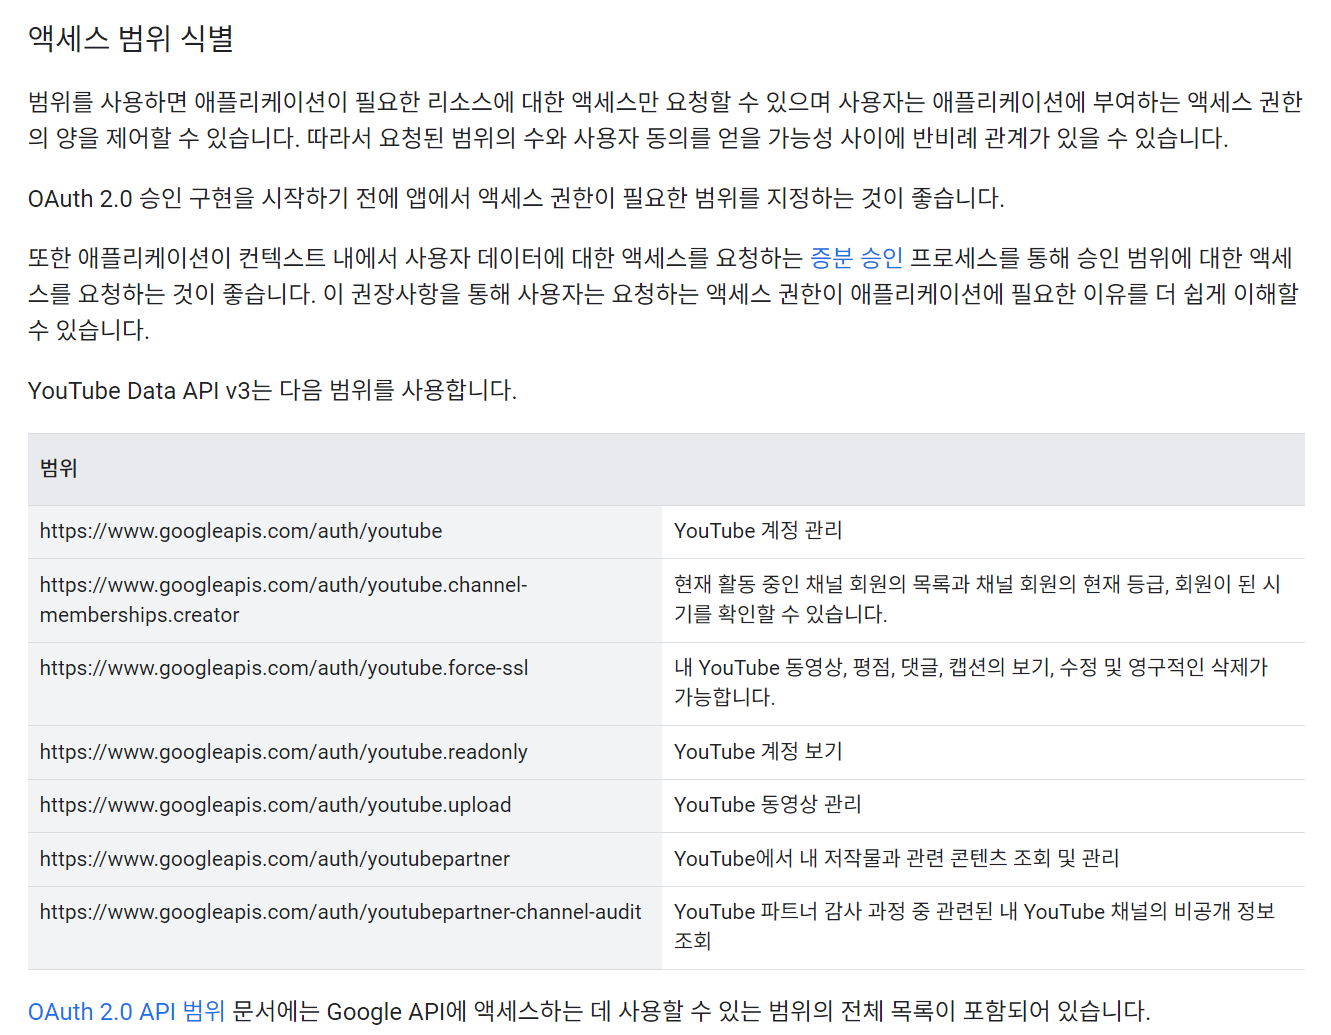 액세스 범위 식별
범위를 사용하면 애플리케이션이 필요한 리소스에 대한 액세스만 요청할 수 있으며 사용자는 애플리케이션에 부여하는 액세스 권한
의 양을 제어할 수 있습니다. 따라서 요청된 범위의 수와 사용자 동의를 얻을 가능성 사이에 반비례 관계가 있을 수 있습니다.
OAuth 2.0 승인 구현을 시작하기 전에 앱에서 액세스 권한이 필요한 범위를 지정하는 것이 좋습니다.
또한 애플리케이션이 컨텍스트 내에서 사용자 데이터에 대한 액세스를 요청하는 증분 승인 프로세스를 통해 승인 범위에 대한 액세
스를 요청하는 것이 좋습니다. 이 권장사항을 통해 사용자는 요청하는 액세스 권한이 애플리케이션에 필요한 이유를 더 쉽게 이해할
수 있습니다.
YouTube Data API v3는 다음 범위를 사용합니다.
범위
https://www.googleapis.com/auth/youtube
YouTube 계정 관리
https://www.googleapis.com/auth/youtube.channel-
memberships.creator
현재 활동 중인 채널 회원의 목록과 채널 회원의 현재 등급, 회원이 된 시
기를 확인할 수 있습니다.
https://www.googleapis.com/auth/youtube.force-ssl
내 YouTube 동영상, 평점, 댓글, 캡션의 보기, 수정 및 영구적인 삭제가
가능합니다.
https://www.googleapis.com/auth/youtube.readonly
YouTube 계정 보기
https://www.googleapis.com/auth/youtube.upload
YouTube 동영상 관리
https://www.googleapis.com/auth/youtubepartner
YouTube에서 내 저작물과 관련 콘텐츠 조회 및 관리
https://www.googleapis.com/auth/youtubepartner-channel-audit
YouTube 파트너 감사 과정 중 관련된 내 YouTube 채널의 비공개 정보
조회
OAuth 2.0 API 범위 문서에는 Google API에 액세스하는 데 사용할 수 있는 범위의 전체 목록이 포함되어 있습니다.